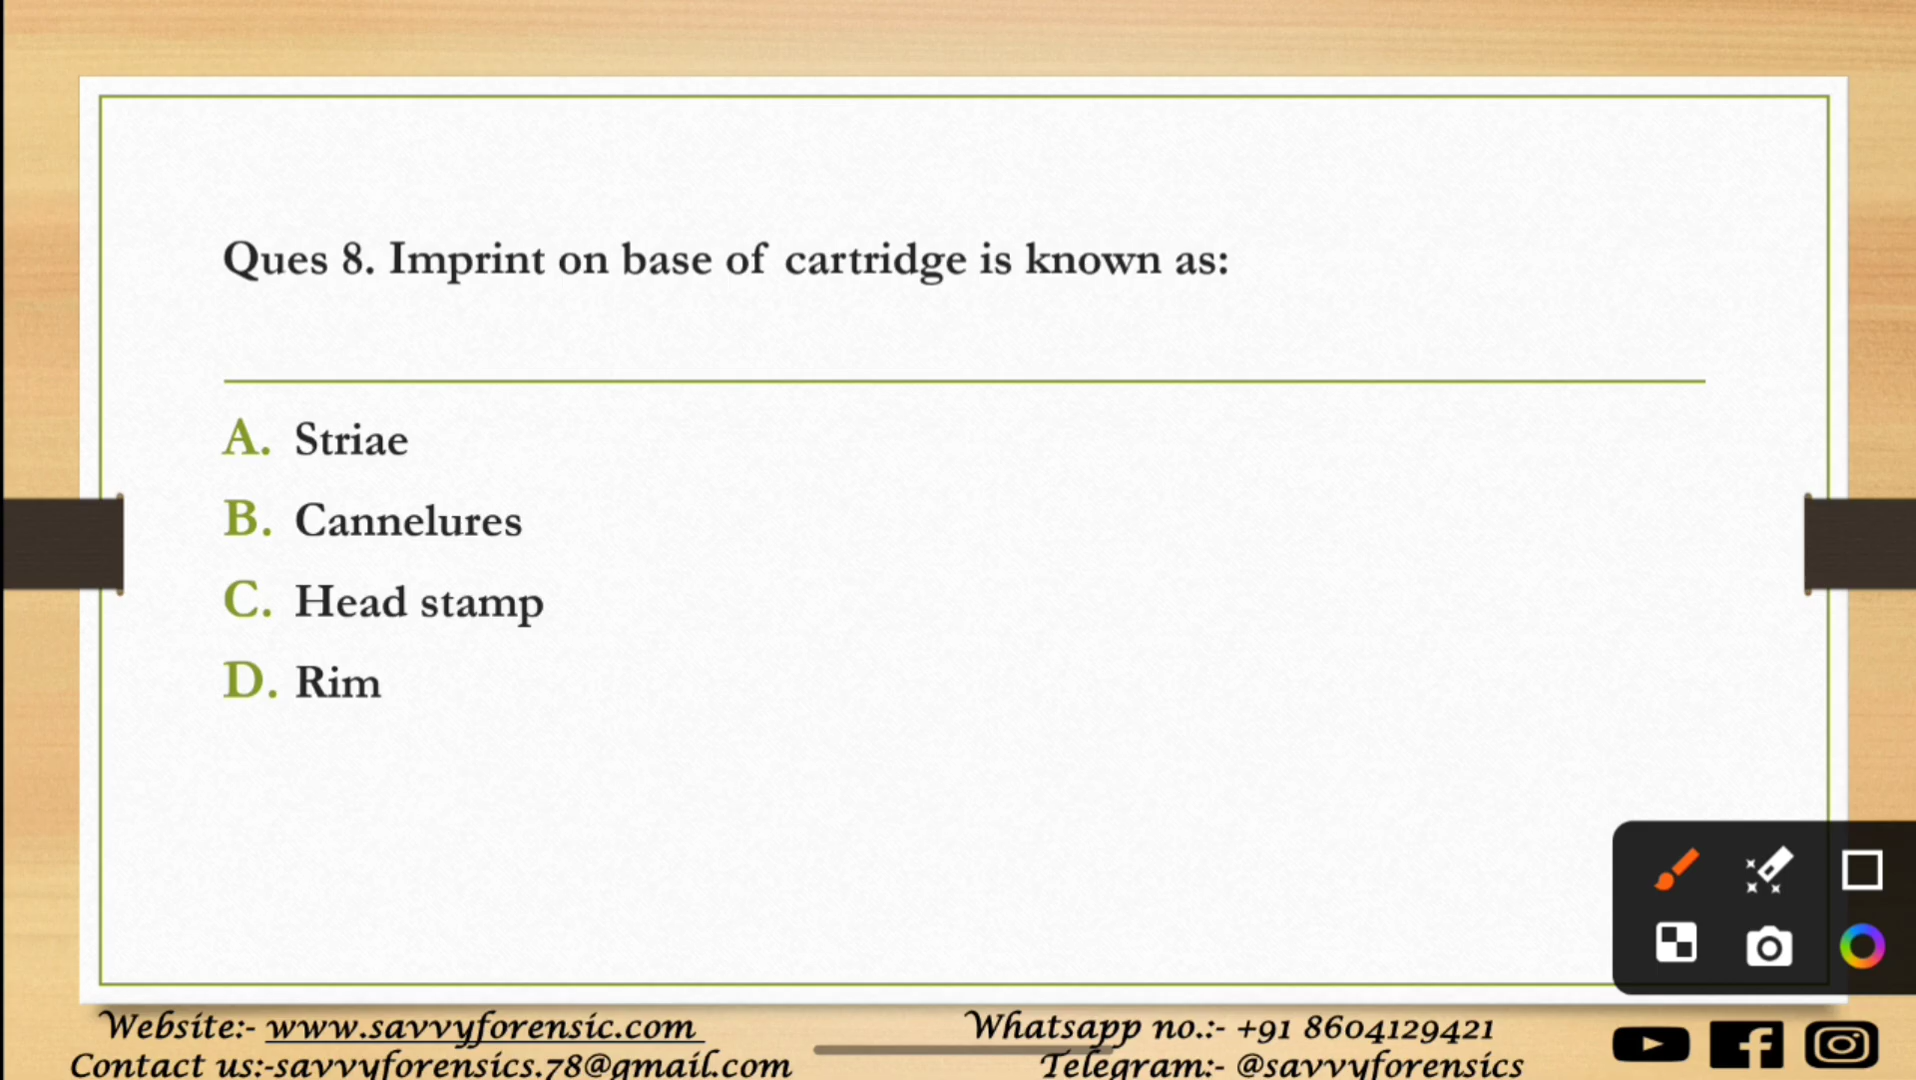 Ques 8. Imprint on base of cartridge is known as:
A. Striae
B. Cannelures
C. Head stamp
D. Rim
Website:- www.savvyforensic.com
Whatsapp no.:- +91 8604129421
Contact us:-savvyforensics.78@gmail.com
Telegram:- @savvyforensics